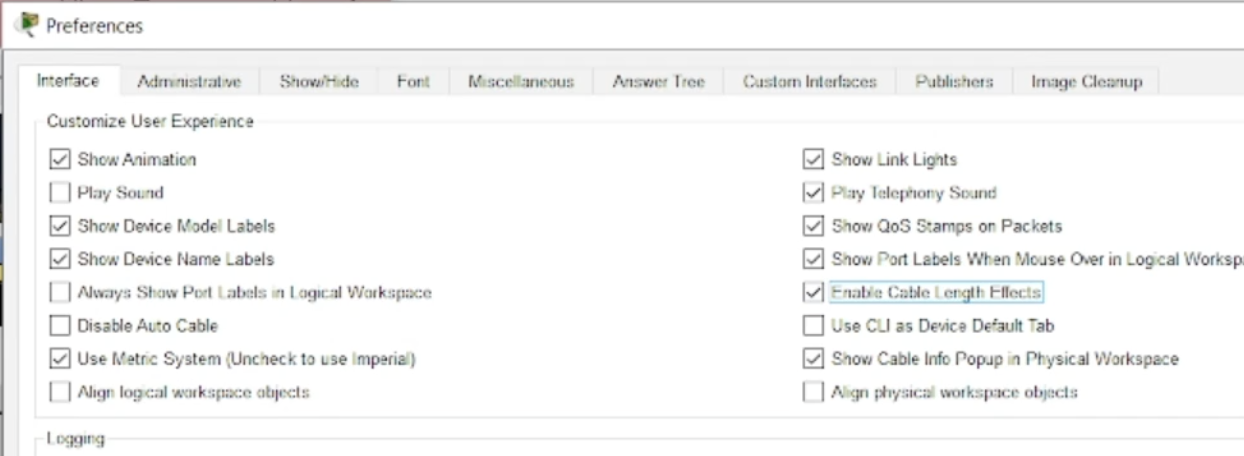 Preferences
Interface Administrative Show/Hide Font Miscellaneous Answer Tree Custom Interfaces Publishers Image Cleanup
Customize User Experience
Show Animation Show Link Lights
Play Sound Play Telephony Sound
Show Device Model Labels Show QoS Stamps on Packets
Show Device Name Labels Show Port Labels When Mouse Over in Logical Workspa
Always Show Port Labels in Logical Workspace Enable Cable Length Effects
Disable Auto Cable Use CLI as Device Default Tab
Use Metric System (Uncheck to use Imperial) Show Cable Info Popup in Physical Workspace
Align logical workspace objects Align physical workspace objects
Logging